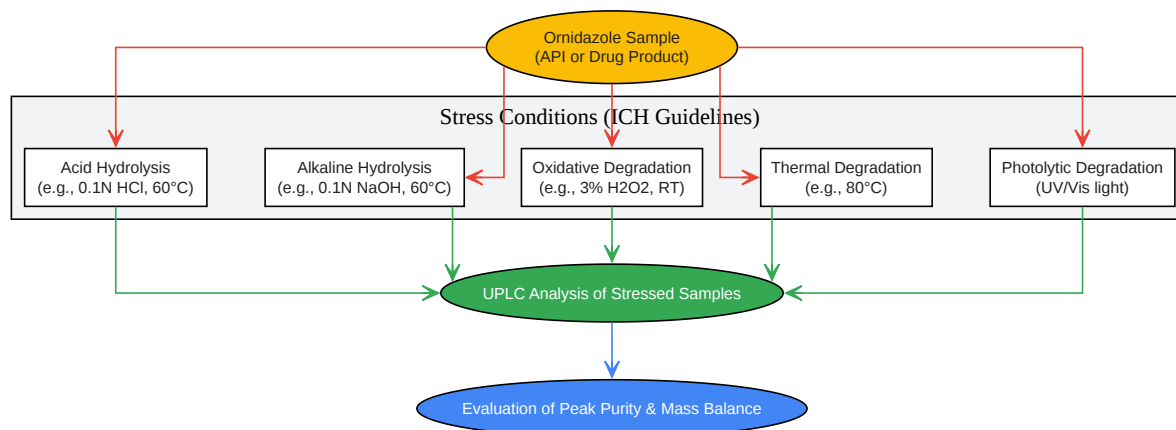 Ornidazole Sample
(API or Drug Product)
Stress Conditions (ICH Guidelines)
Acid Hydrolysis
(e.g., 0.1N HCl, 60°C)
Alkaline Hydrolysis
(e.g., 0.1N NaOH, 60°C)
Oxidative Degradation
(e.g., 3% H2O2, RT)
Thermal Degradation
(e.g., 80°C)
Photolytic Degradation
(UV/Vis light)
UPLC Analysis of Stressed Samples
Evaluation of Peak Purity & Mass Balance